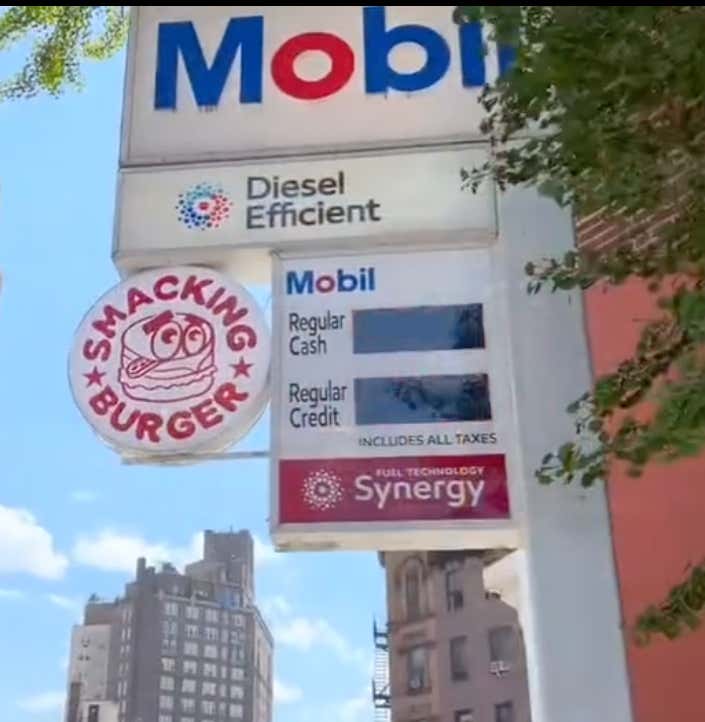 Mobil
Diesel
Efficient
SMACKING
BURGER
Mobil
Regular
Cash
Regular
Credit
INCLUDES ALL TAXES
FUEL TECHNOLOGY
Synergy